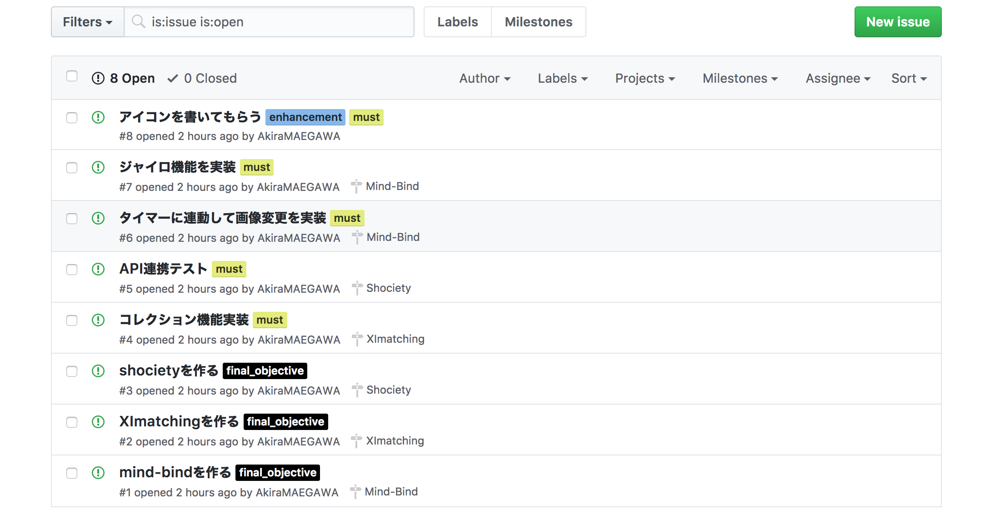 Filters is:issue is:open Labels Milestones New issue
8 Open 0 Closed Author Labels Projects Milestones Assignee Sort
アイコンを書いてもらう enhancement must
#8 opened 2 hours ago by AkiraMAEGAWA
ジャイロ機能を実装 must
#7 opened 2 hours ago by AkiraMAEGAWA Mind-Bind
タイマーに連動して画像変更を実装 must
#6 opened 2 hours ago by AkiraMAEGAWA Mind-Bind
API連携テスト must
#5 opened 2 hours ago by AkiraMAEGAWA Shociety
コレクション機能実装 must
#4 opened 2 hours ago by AkiraMAEGAWA XImatching
shocietyを作る final_objective
#3 opened 2 hours ago by AkiraMAEGAWA Shociety
XImatchingを作る final_objective
#2 opened 2 hours ago by AkiraMAEGAWA XImatching
mind-bindを作る final_objective
#1 opened 2 hours ago by AkiraMAEGAWA Mind-Bind